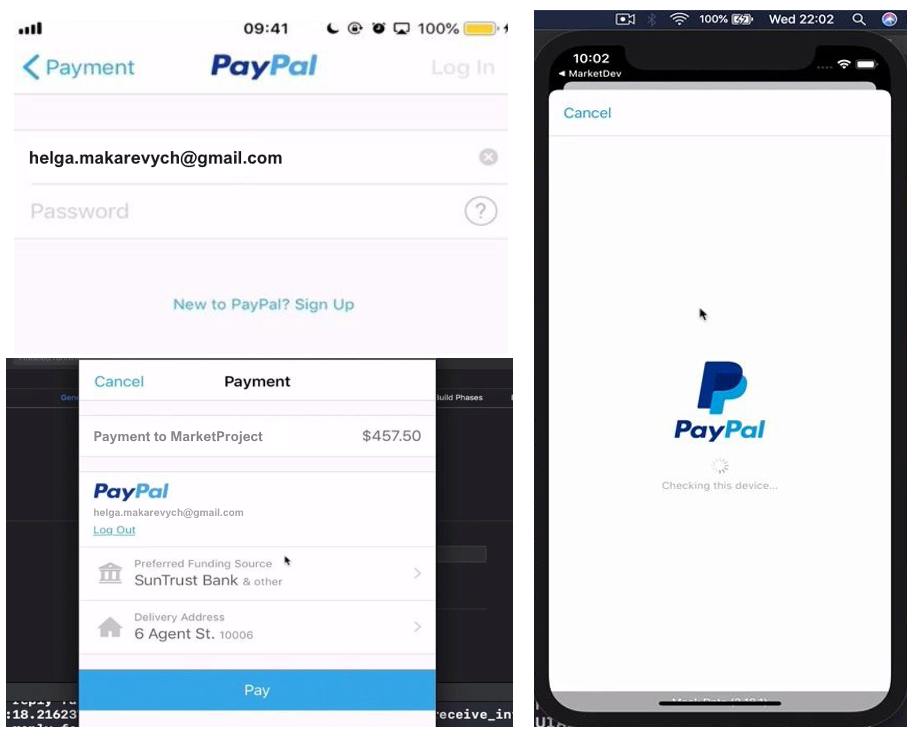 09:41
100%
Payment
PayPal
Log In
helga.makarevych@gmail.com
Password
?
New to PayPal? Sign Up
Cancel
Payment
Build Phases
Payment to MarketProject
$457.50
PayPal
helga.makarevych@gmail.com
Log Out
Preferred Funding Source
SunTrust Bank & other
Delivery Address
6 Agent St. 10006
Pay
:18.21623
100%
Wed 22:02
10:02
MarketDev
Cancel
PayPal
Checking this device...